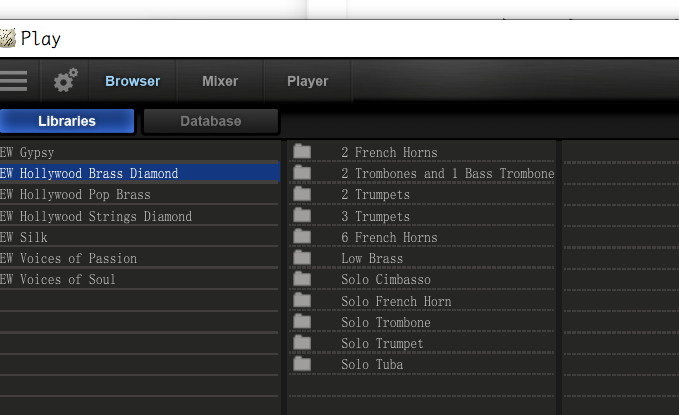 Play
Browser
Mixer
Player
Libraries
Database
EW Gypsy
EW Hollywood Brass Diamond
EW Hollywood Pop Brass
EW Hollywood Strings Diamond
EW Silk
EW Voices of Passion
EW Voices of Soul
2 French Horns
2 Trombones and 1 Bass Trombone
2 Trumpets
3 Trumpets
6 French Horns
Low Brass
Solo Cimbasso
Solo French Horn
Solo Trombone
Solo Trumpet
Solo Tuba